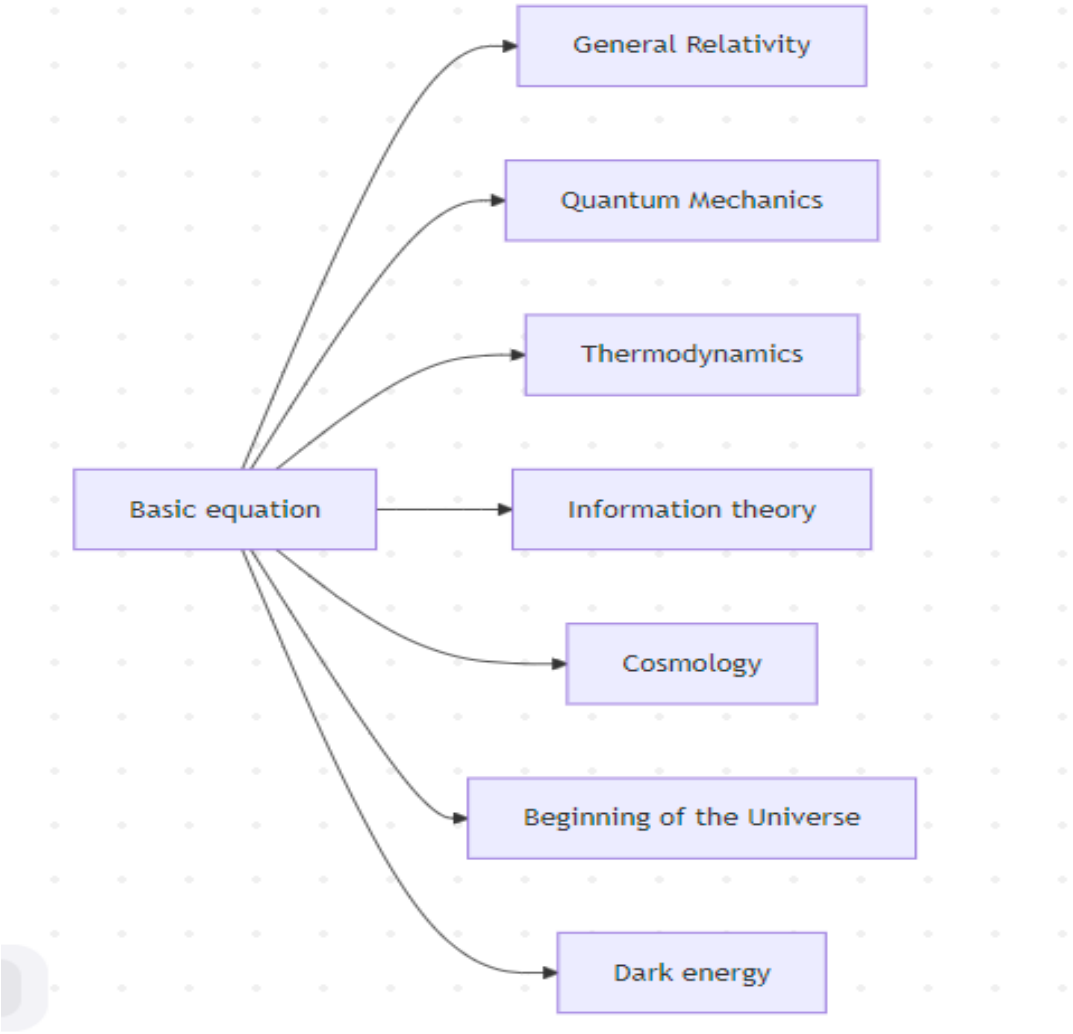 General Relativity
Quantum Mechanics
Thermodynamics
Basic equation
Information theory
Cosmology
Beginning of the Universe
Dark energy